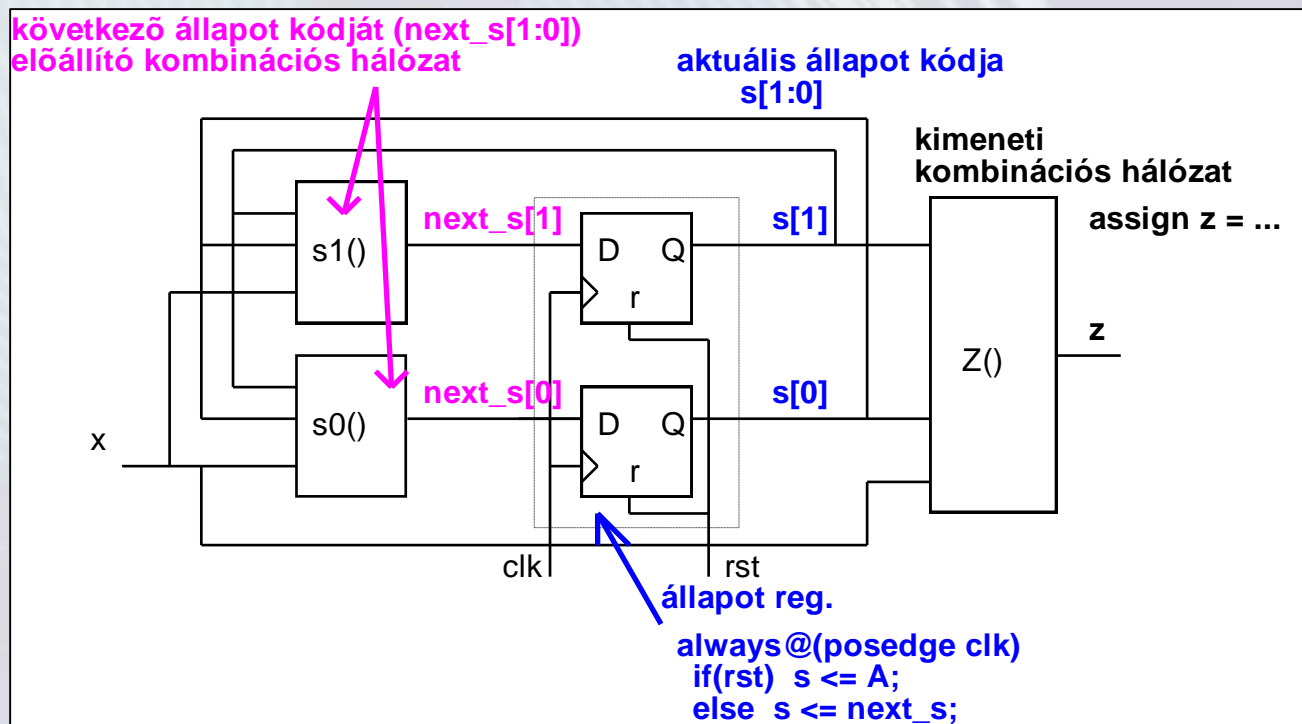 következõ állapot kódját (next_s[1:0])
elõállító kombinációs hálózat
aktuális állapot kódja
s[1:0]
kimeneti
kombinációs hálózat
assign z = ...
s1()
next_s[1]
D Q
r
s[1]
Z()
z
s0()
next_s[0]
D Q
r
s[0]
x
clk
rst
állapot reg.
always@(posedge clk)
if(rst) s <= A;
else s <= next_s;